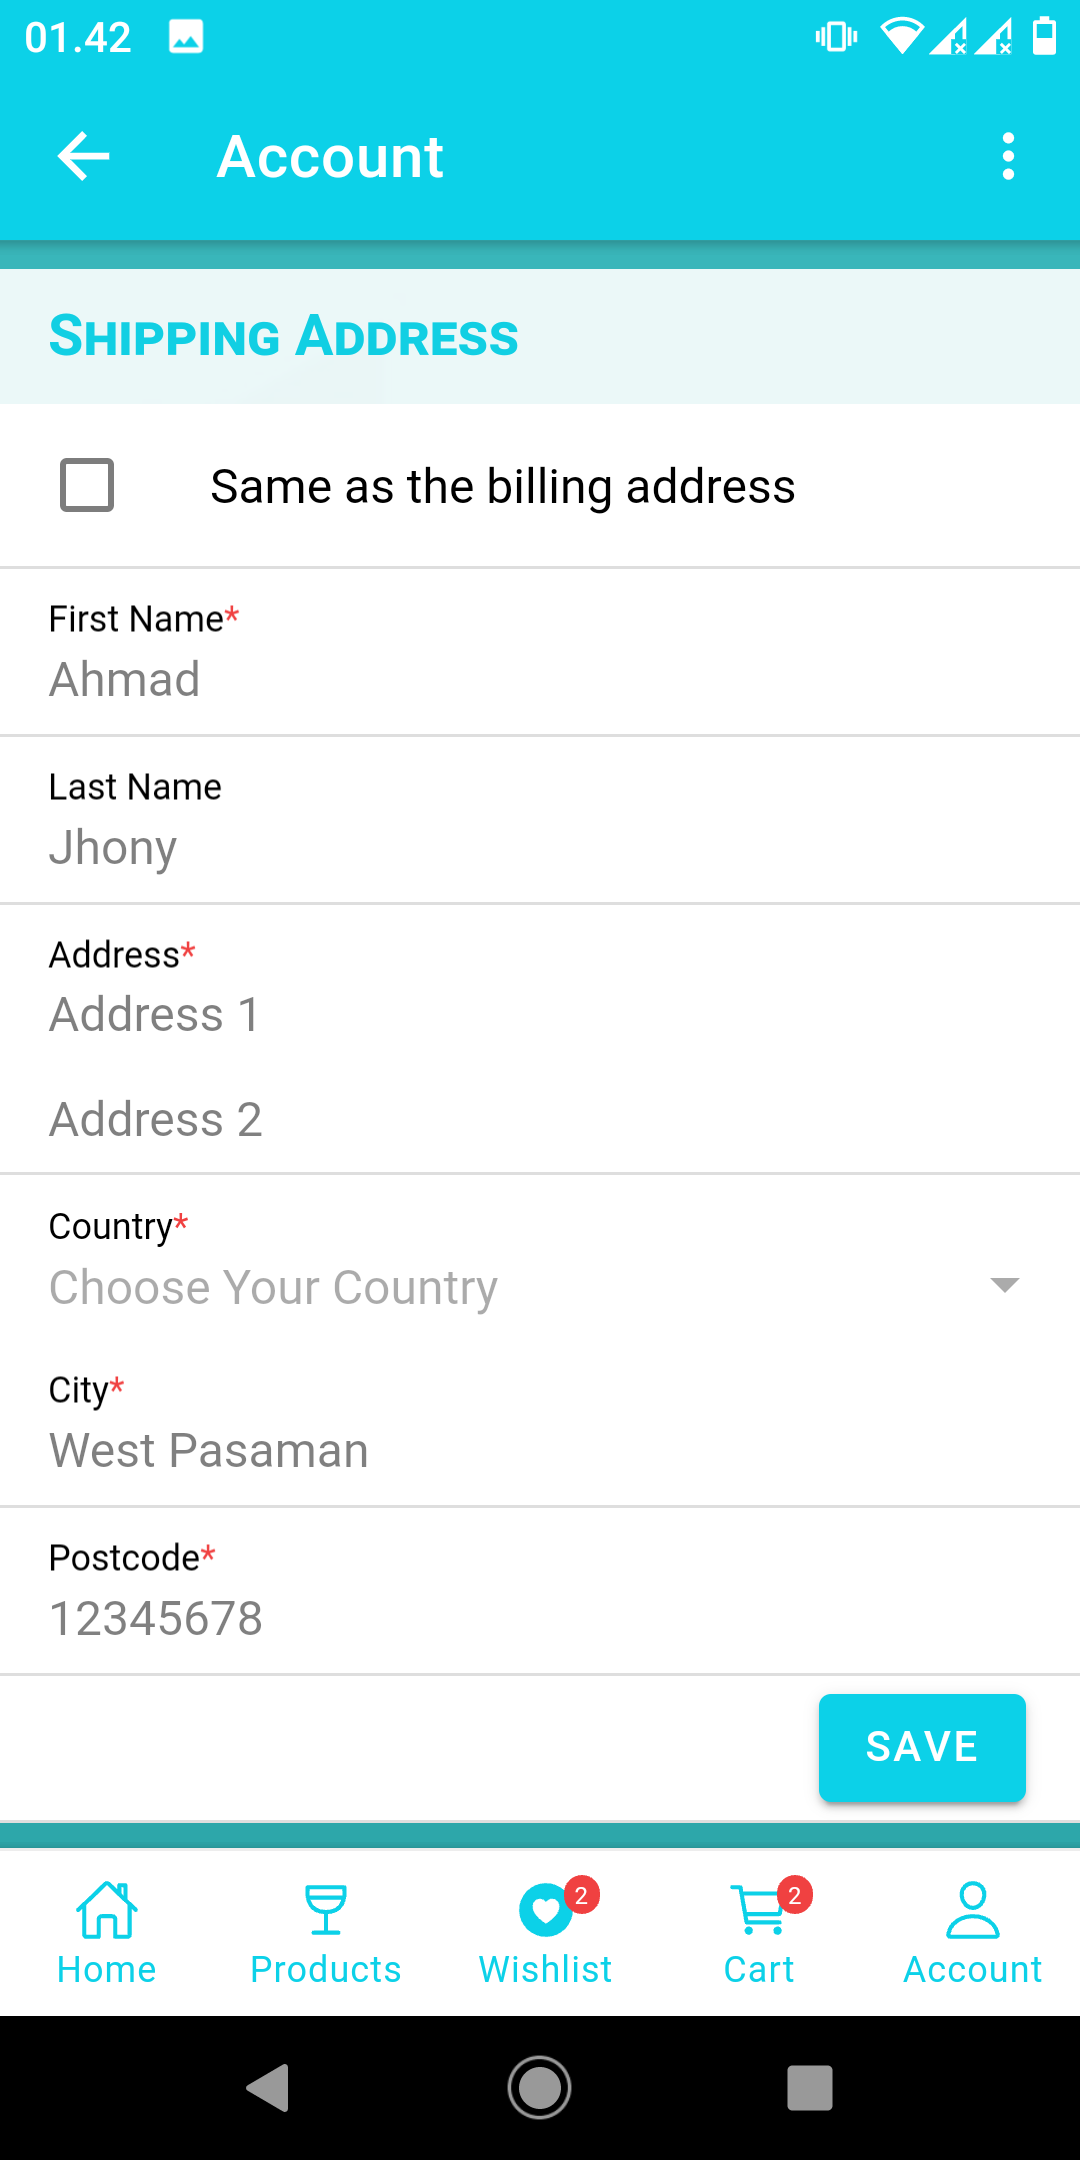 01.42
Account
SHIPPING ADDRESS
Same as the billing address
First Name*
Ahmad
Last Name
Jhony
Address*
Address 1
Address 2
Country*
Choose Your Country
City*
West Pasaman
Postcode*
12345678
SAVE
2 2
Home Products Wishlist Cart Account